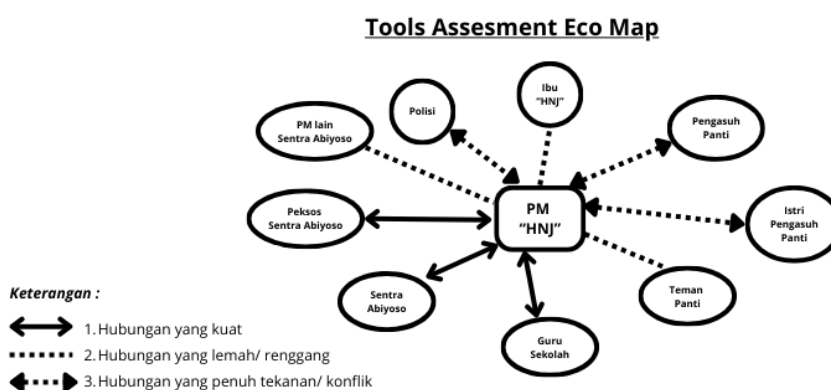 Tools Assesment Eco Map
Ibu
"HNJ"
Polisi
PM lain
Sentra Abiyoso
Pengasuh
Panti
Peksos
Sentra Abiyoso
PM
"HNJ"
Istri
Pengasuh
Panti
Sentra
Abiyoso
Teman
Panti
Guru
Sekolah
Keterangan :
1. Hubungan yang kuat
2. Hubungan yang lemah/ renggang
3. Hubungan yang penuh tekanan/ konflik